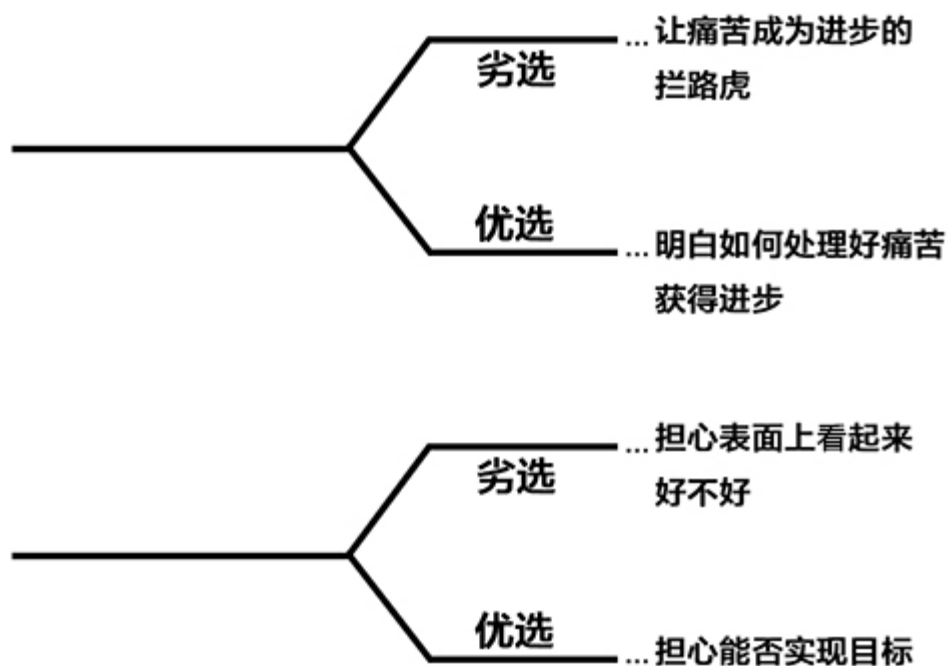 劣选
... 让痛苦成为进步的
拦路虎
优选
... 明白如何处理好痛苦
获得进步
劣选
... 担心表面上看起来
好不好
优选
... 担心能否实现目标